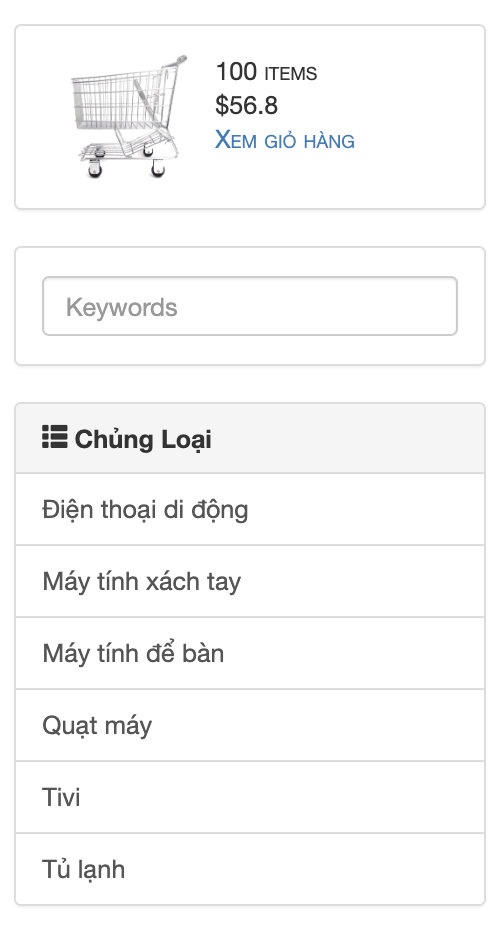 100 items
$56.8
Xem giỏ hàng
Keywords
Chủng Loại
Điện thoại di động
Máy tính xách tay
Máy tính để bàn
Quạt máy
Tivi
Tủ lạnh